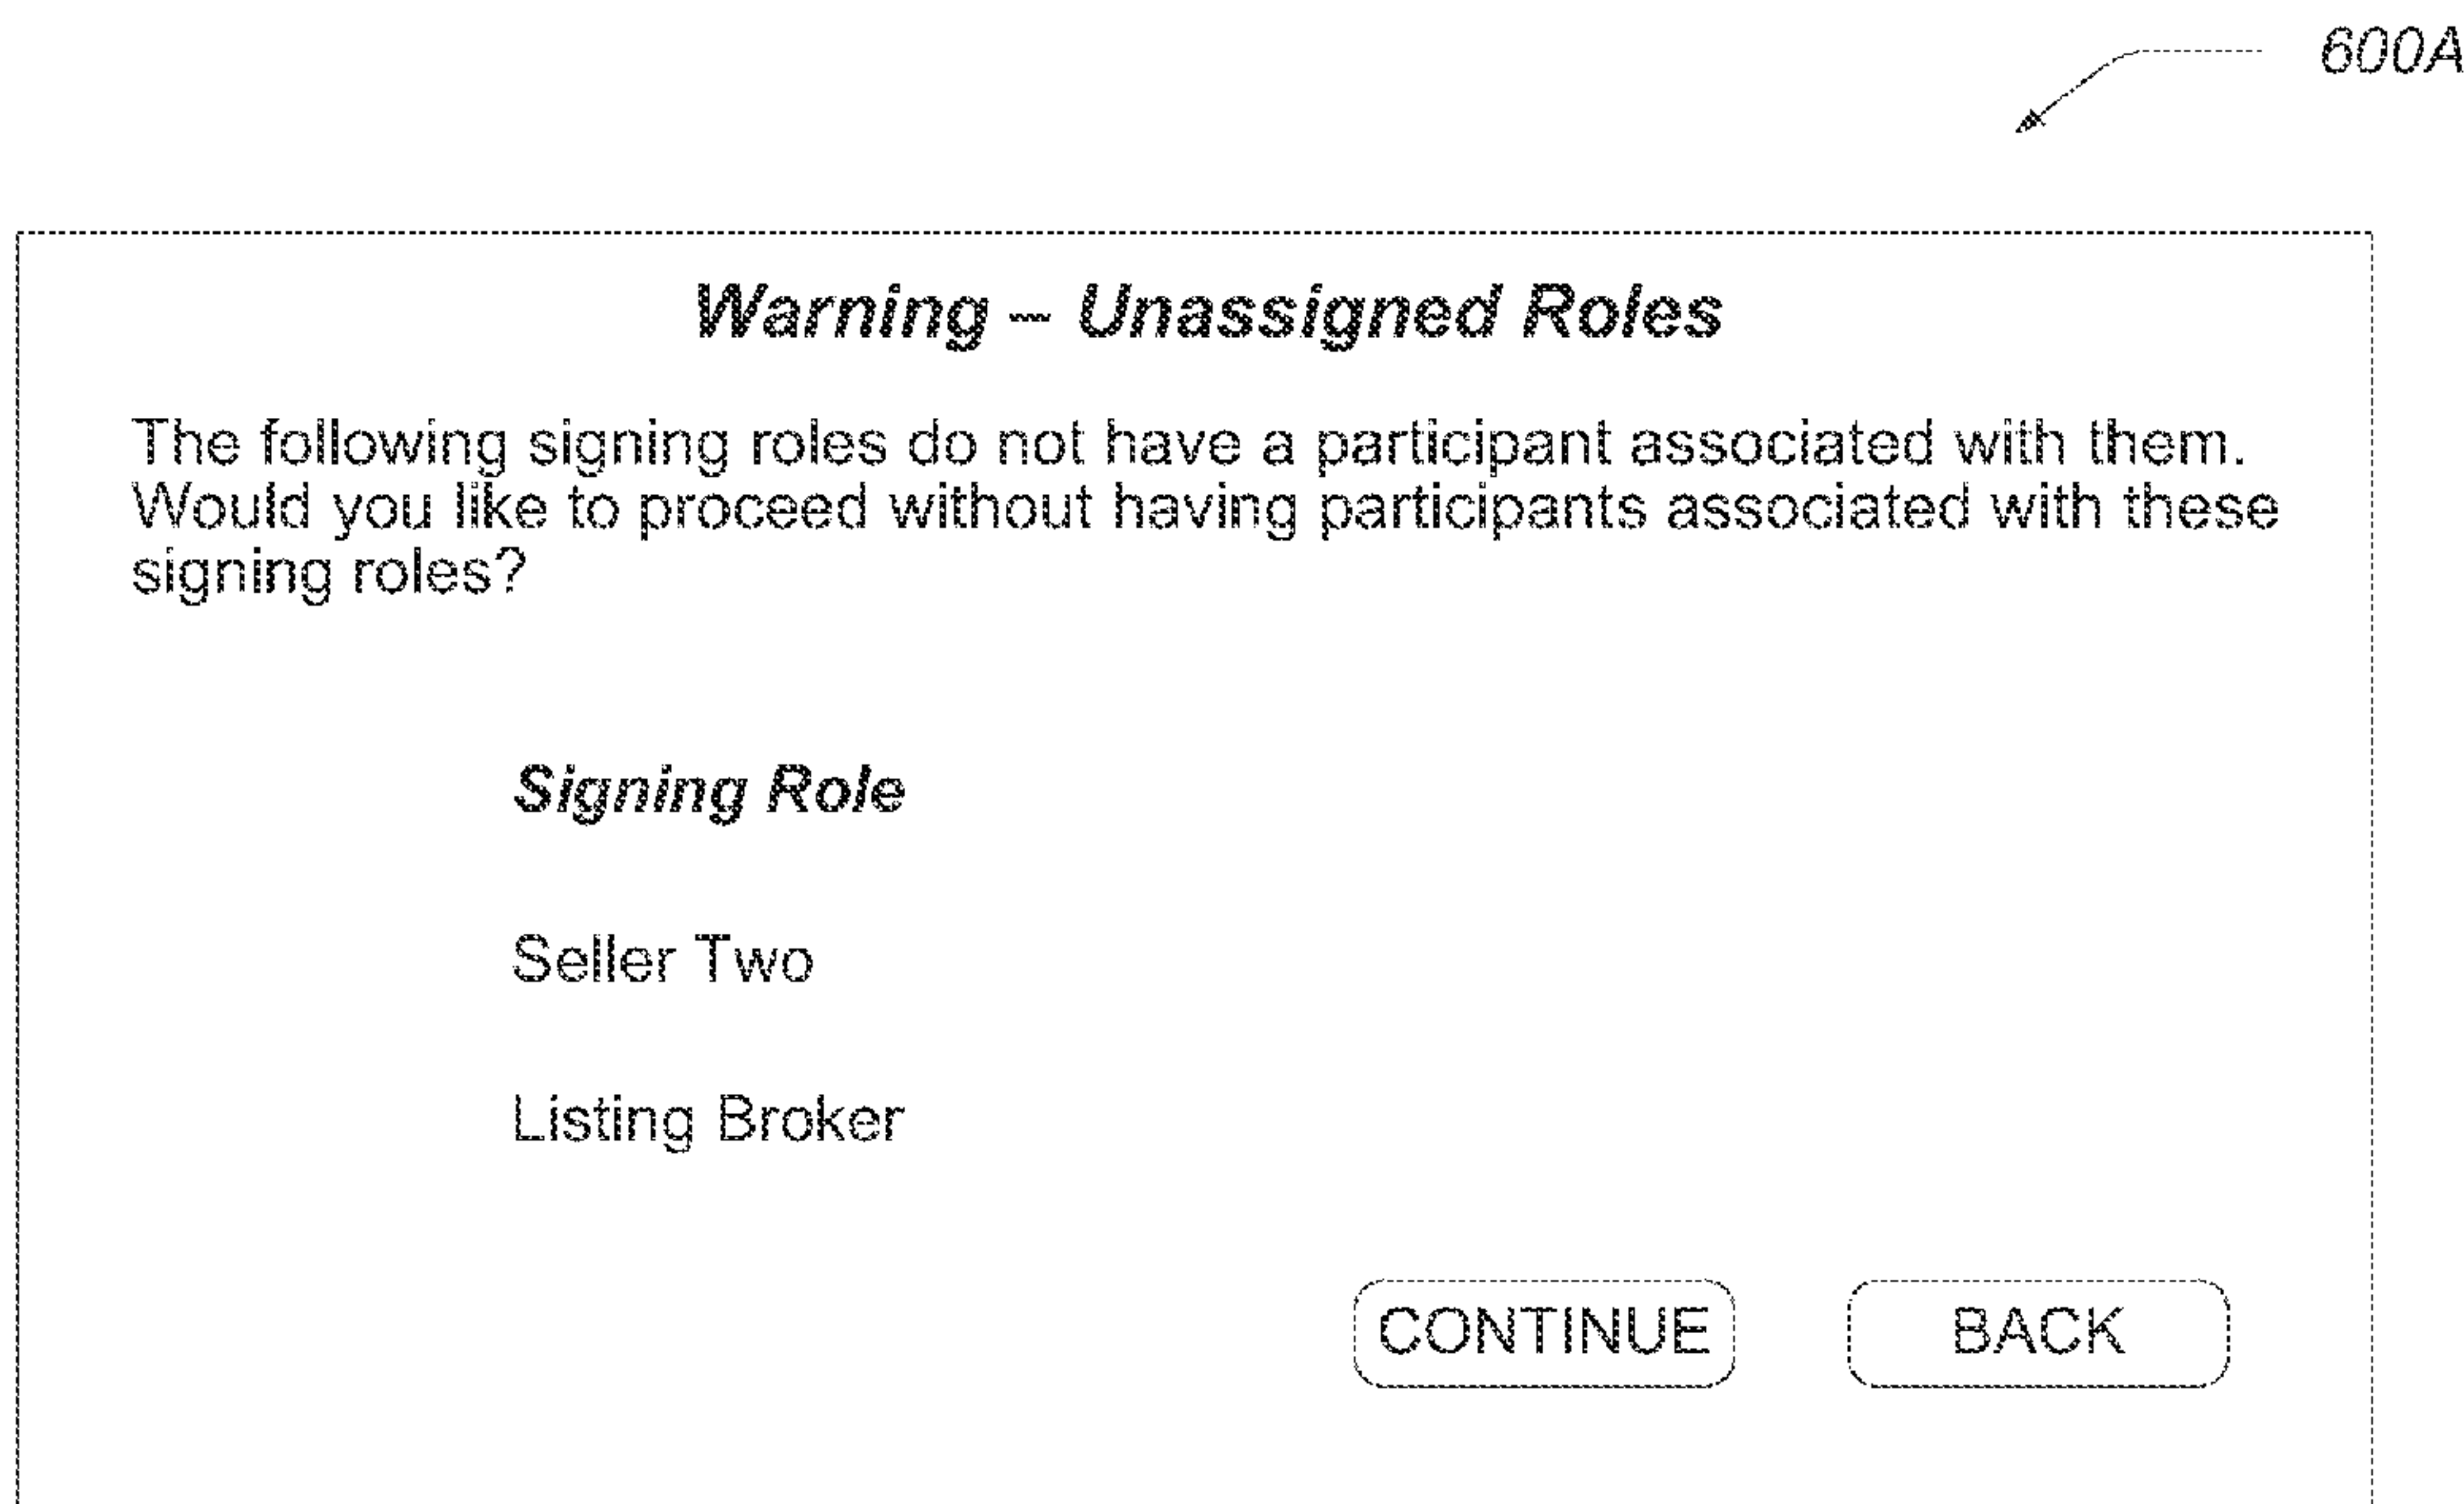 600A
Warning – Unassigned Roles
The following signing roles do not have a participant associated with them.
Would you like to proceed without having participants associated with these
signing roles?
Signing Role
Seller Two
Listing Broker
CONTINUE
BACK